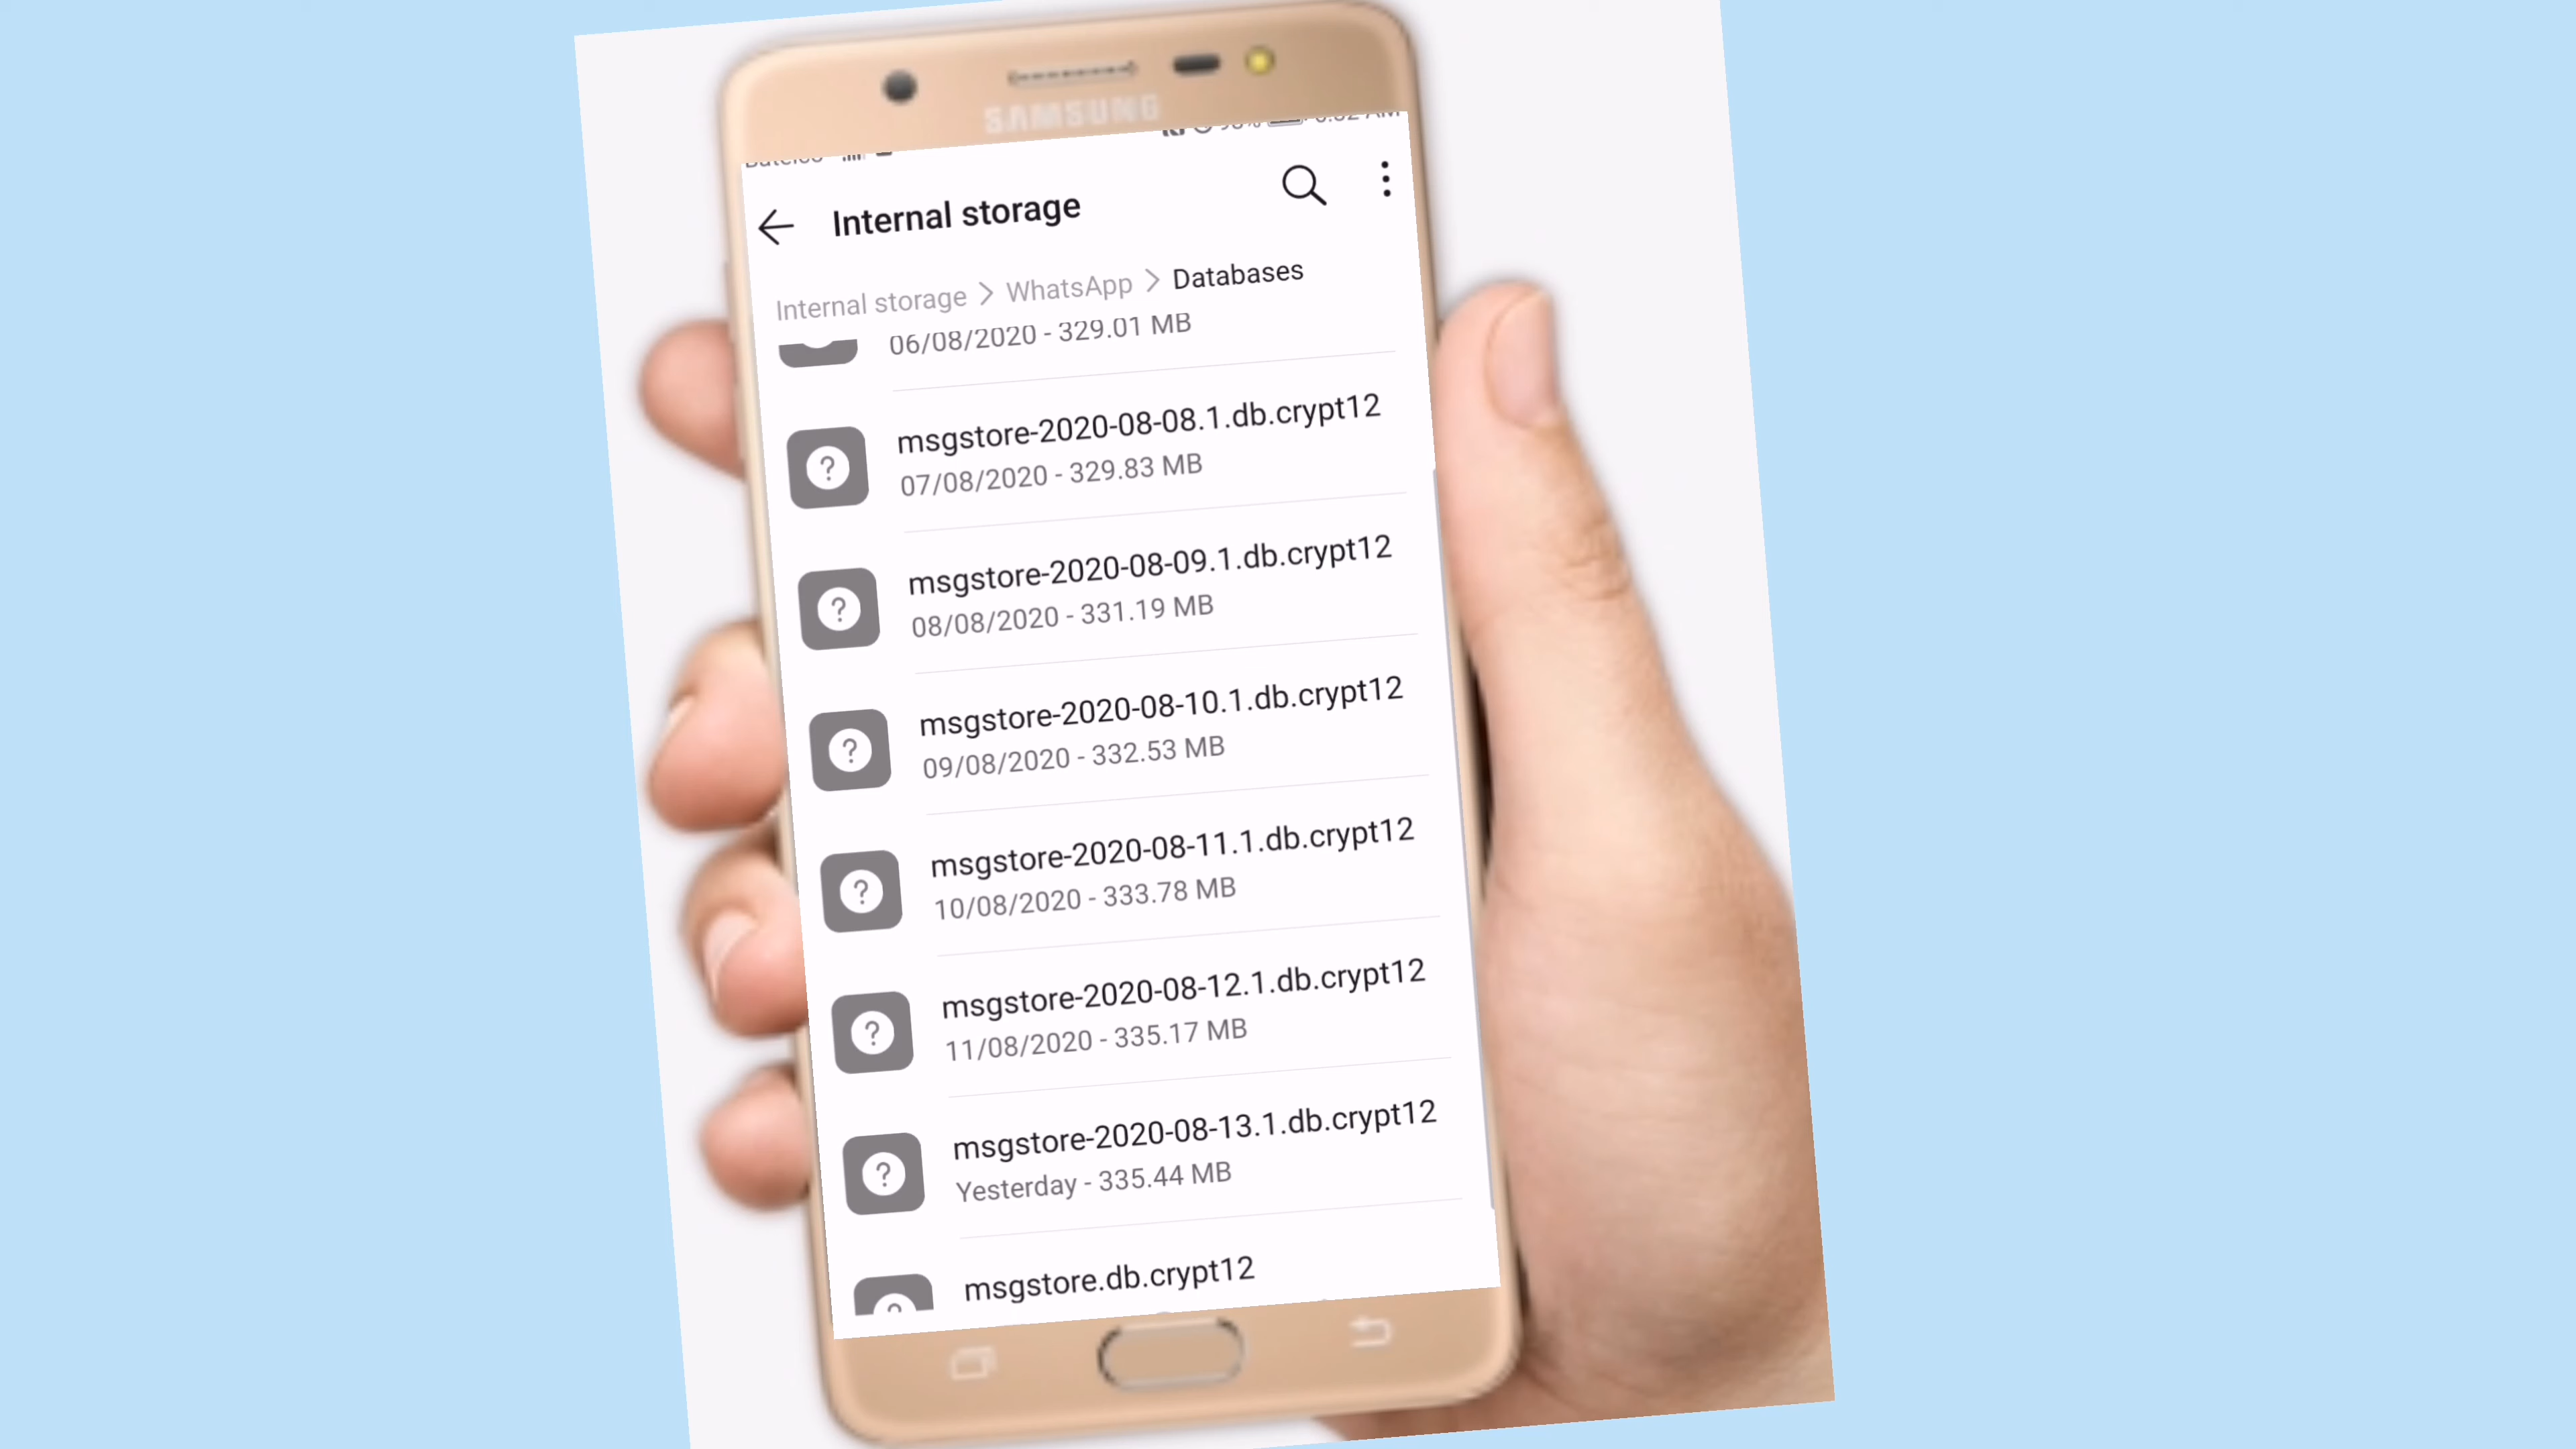 SAMSUNG
Internal storage
Internal storage > WhatsApp > Databases
06/08/2020 - 329.01 MB
msgstore-2020-08-08.1.db.crypt12
07/08/2020 - 329.83 MB
msgstore-2020-08-09.1.db.crypt12
08/08/2020 - 331.19 MB
msgstore-2020-08-10.1.db.crypt12
09/08/2020 - 332.53 MB
msgstore-2020-08-11.1.db.crypt12
10/08/2020 - 333.78 MB
msgstore-2020-08-12.1.db.crypt12
11/08/2020 - 335.17 MB
msgstore-2020-08-13.1.db.crypt12
Yesterday - 335.44 MB
msgstore.db.crypt12